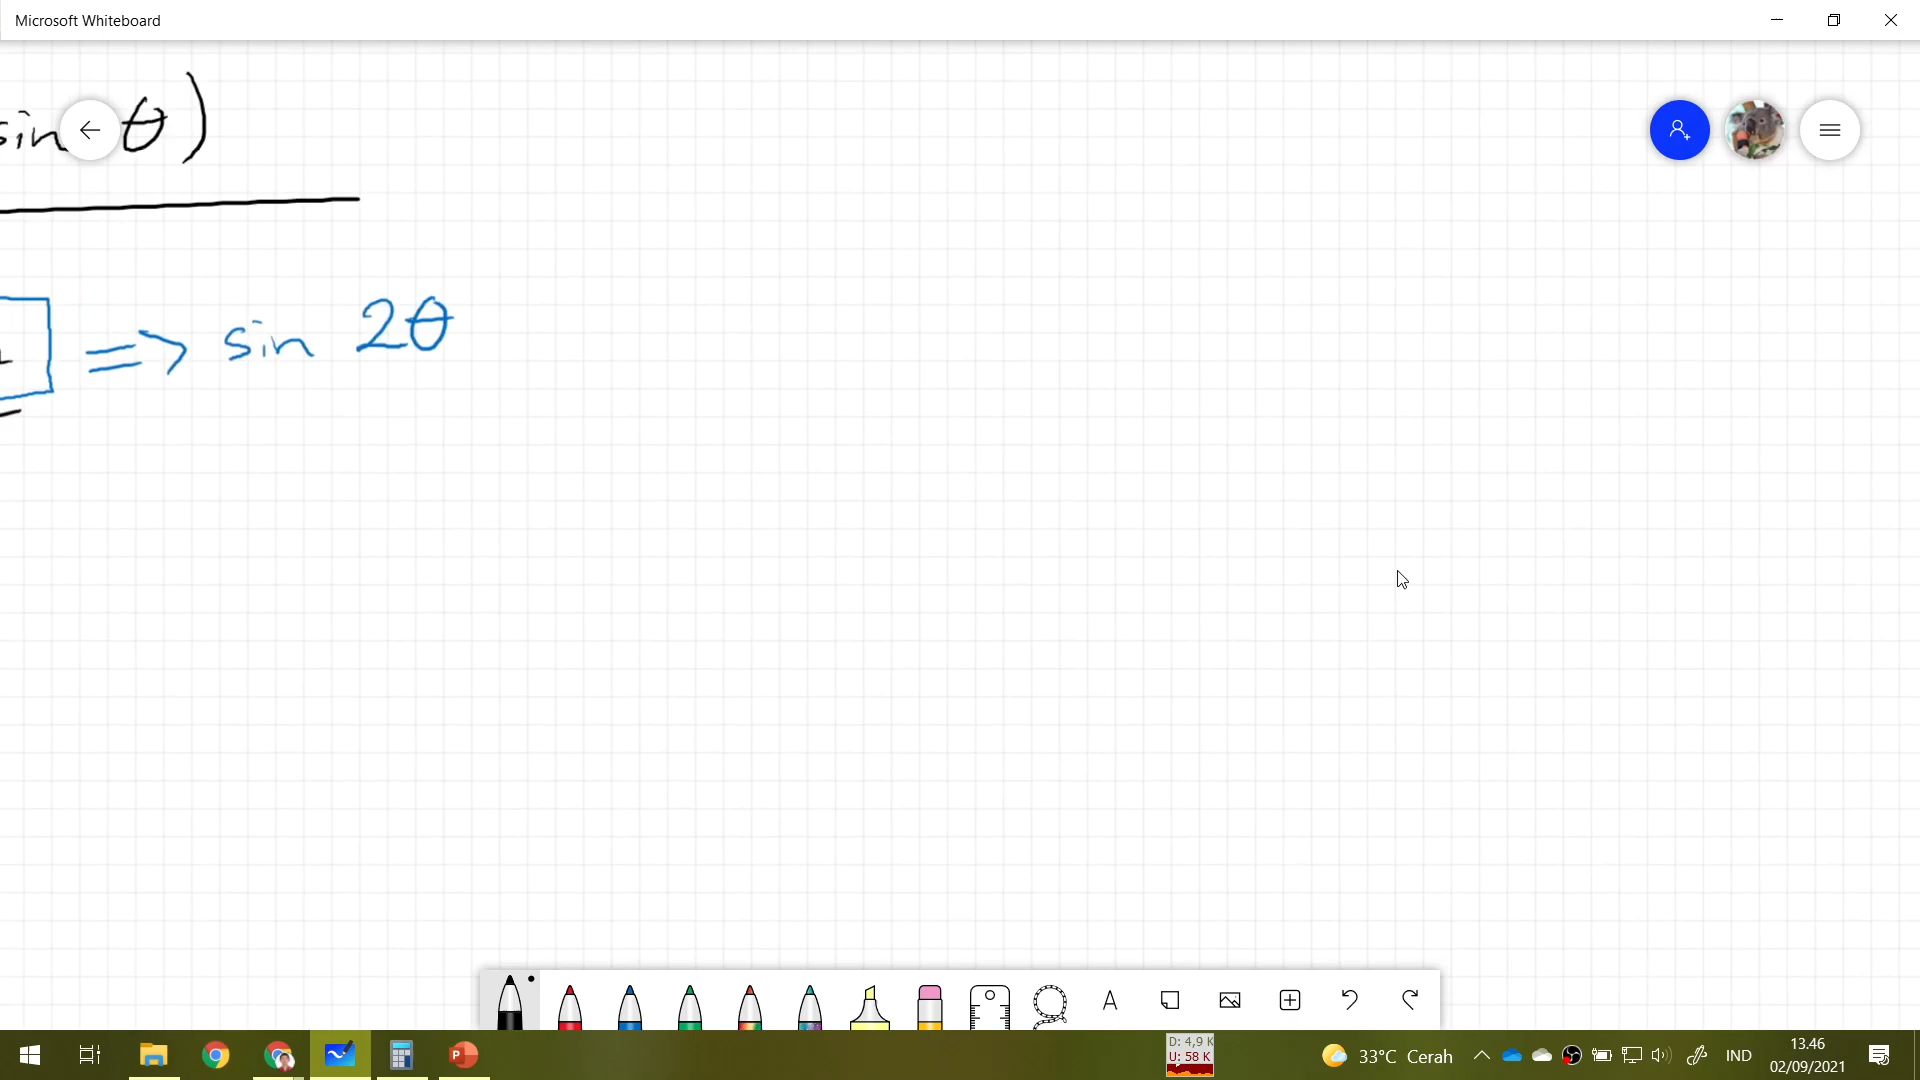 Microsoft Whiteboard
sin θ)
=> sin 2θ
A
P
D: 4,9 K
U: 58 K
33°C Cerah
IND
13.46
02/09/2021